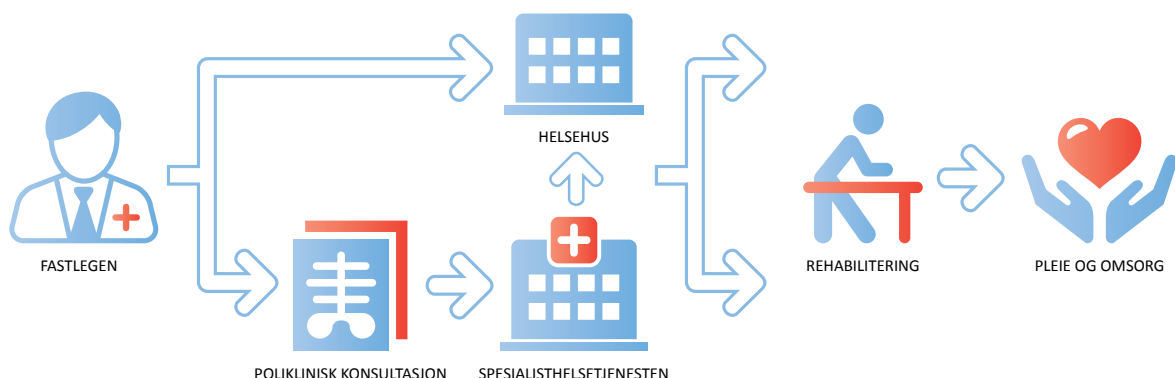 HELSEHUS
FASTLEGEN
REHABILITERING
PLEIE OG OMSORG
POLIKLINISK KONSULTASJON
SPESIALISTHELSETJENESTEN